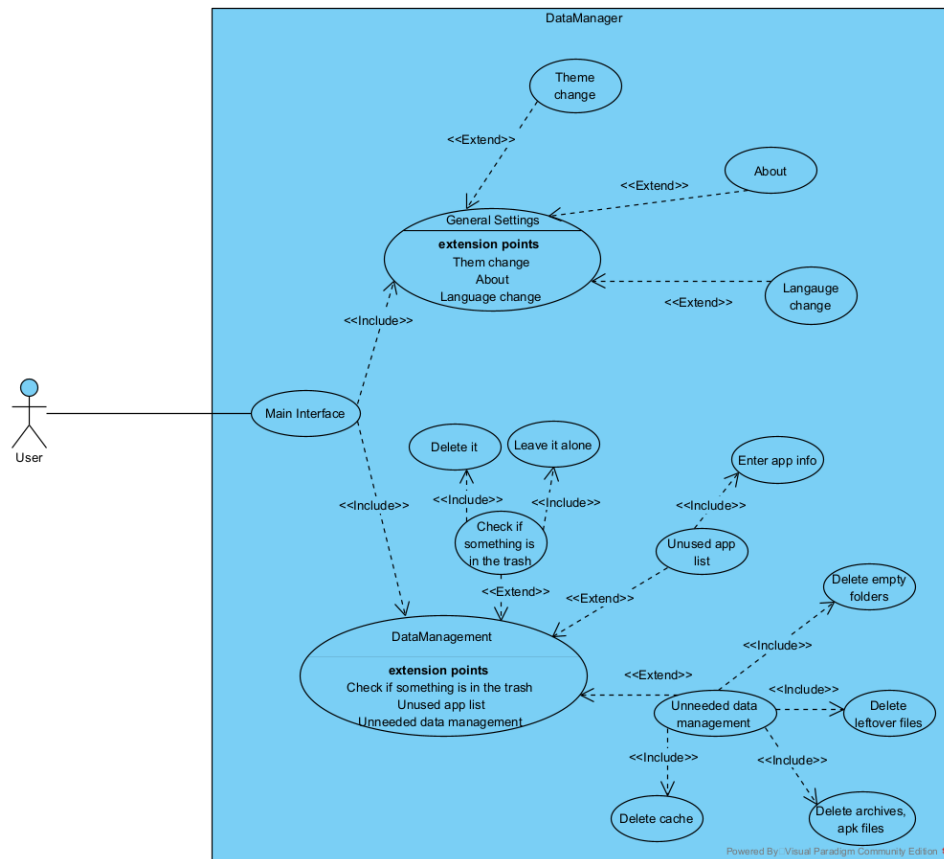 DataManager
Theme
change
<<Extend>>
About
<<Extend>>
General Settings
extension points
Them change
About
Language change
Langauge
change
<<Extend>>
<<Include>>
Main Interface
User
Delete it
Leave it alone
Enter app info
<<Include>>
<<Include>>
<<Include>>
<<Include>>
Check if
something is
in the trash
Unused app
list
<<Extend>>
<<Extend>>
Delete empty
folders
DataManagement
extension points
Check if something is in the trash
Unused app list
Unneeded data management
<<Include>>
<<Extend>>
<<Include>>
Unneeded data
management
Delete
leftover files
<<Include>>
<<Include>>
Delete cache
Delete archives,
apk files
Powered By: Visual Paradigm Community Edition